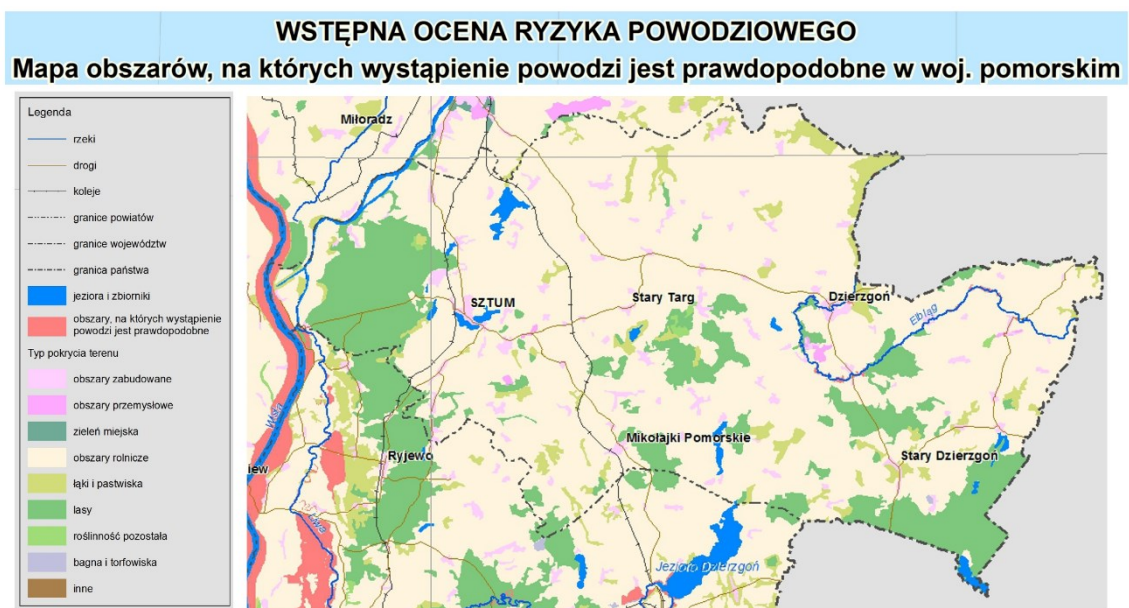 WSTĘPNA OCENA RYZYKA POWODZIOWEGO
Mapa obszarów, na których wystąpienie powodzi jest prawdopodobne w woj. pomorskim
Legenda
rzeki
drogi
koleje
granice powiatów
granice województw
granica państwa
jeziora i zbiorniki
obszary, na których wystąpienie
powodzi jest prawdopodobne
Typ pokrycia terenu
obszary zabudowane
obszary przemysłowe
zieleń miejska
obszary rolnicze
łąki i pastwiska
lasy
roślinność pozostała
bagna i torfowiska
inne
Miłoradz
SZTUM
Stary Targ
Dzierzgoń
Elbląg
Wisła
Mikołajki Pomorskie
Ryjewo
Stary Dzierzgoń
iew
Liwa
Jezioro Dzierzgoń